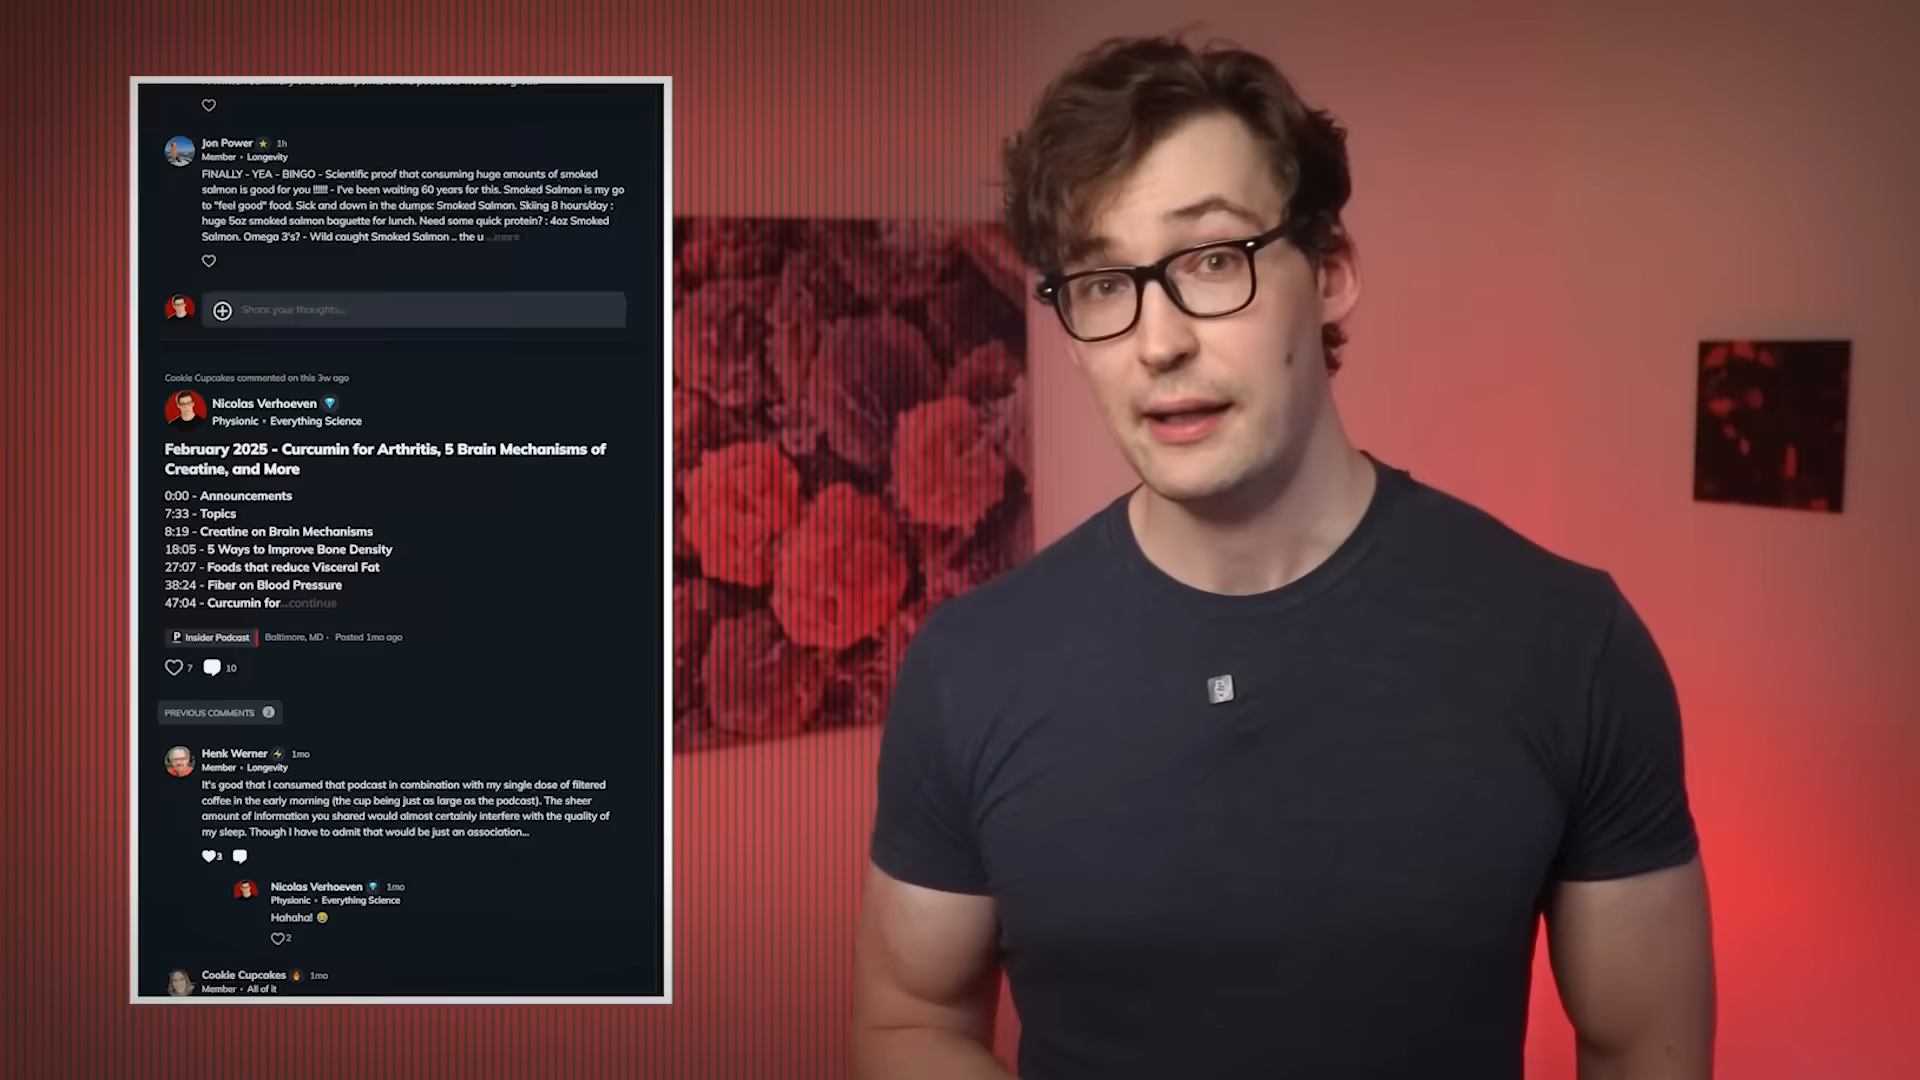 Jon Power 1h
Member • Longevity
FINALLY - YEA - BINGO - Scientific proof that consuming huge amounts of smoked
salmon is good for you !!!!!! - I've been waiting 60 years for this. Smoked Salmon is my go
to "feel good" food. Sick and down in the dumps: Smoked Salmon. Skiing 8 hours/day :
huge 5oz smoked salmon baguette for lunch. Need some quick protein? : 4oz Smoked
Salmon. Omega 3's? - Wild caught Smoked Salmon .. the u ...more
Share your thoughts...
Cookie Cupcakes commented on this 3w ago
Nicolas Verhoeven
Physionic • Everything Science
February 2025 - Curcumin for Arthritis, 5 Brain Mechanisms of
Creatine, and More
0:00 - Announcements
7:33 - Topics
8:19 - Creatine on Brain Mechanisms
18:05 - 5 Ways to Improve Bone Density
27:07 - Foods that reduce Visceral Fat
38:24 - Fiber on Blood Pressure
47:04 - Curcumin for...continue
P Insider Podcast Baltimore, MD • Posted 1mo ago
7 10
PREVIOUS COMMENTS
Henk Werner 1mo
Member • Longevity
It's good that I consumed that podcast in combination with my single dose of filtered
coffee in the early morning (the cup being just as large as the podcast). The sheer
amount of information you shared would almost certainly interfere with the quality of
my sleep. Though I have to admit that would be just an association...
3
Nicolas Verhoeven 1mo
Physionic • Everything Science
Hahaha! 😂
2
Cookie Cupcakes 1mo
Member • All of it